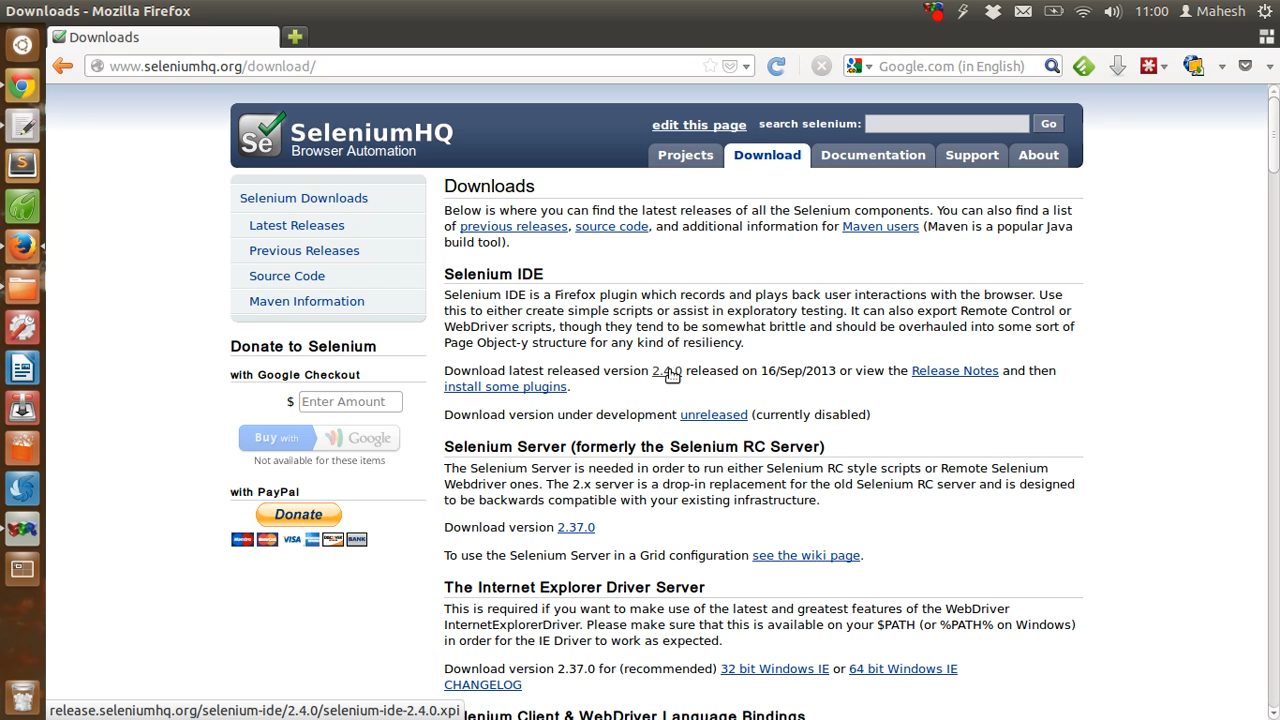 Downloads - Mozilla Firefox
11:00 Mahesh
Downloads
www.seleniumhq.org/download/
Google.com (in English)
Se SeleniumHQ
Browser Automation
edit this page
search selenium:
Go
Projects
Download
Documentation
Support
About
Selenium Downloads
Latest Releases
Previous Releases
Source Code
Maven Information
Donate to Selenium
with Google Checkout
$ Enter Amount
Buy with Google
Not available for these items
with PayPal
Donate
VISA
BANK
Downloads
Below is where you can find the latest releases of all the Selenium components. You can also find a list
of previous releases, source code, and additional information for Maven users (Maven is a popular Java
build tool).
Selenium IDE
Selenium IDE is a Firefox plugin which records and plays back user interactions with the browser. Use
this to either create simple scripts or assist in exploratory testing. It can also export Remote Control or
WebDriver scripts, though they tend to be somewhat brittle and should be overhauled into some sort of
Page Object-y structure for any kind of resiliency.
Download latest released version 2.4.0 released on 16/Sep/2013 or view the Release Notes and then
install some plugins.
Download version under development unreleased (currently disabled)
Selenium Server (formerly the Selenium RC Server)
The Selenium Server is needed in order to run either Selenium RC style scripts or Remote Selenium
Webdriver ones. The 2.x server is a drop-in replacement for the old Selenium RC server and is designed
to be backwards compatible with your existing infrastructure.
Download version 2.37.0
To use the Selenium Server in a Grid configuration see the wiki page.
The Internet Explorer Driver Server
This is required if you want to make use of the latest and greatest features of the WebDriver
InternetExplorerDriver. Please make sure that this is available on your $PATH (or %PATH% on Windows)
in order for the IE Driver to work as expected.
Download version 2.37.0 for (recommended) 32 bit Windows IE or 64 bit Windows IE
CHANGELOG
Selenium Client & WebDriver Language Bindings
release.seleniumhq.org/selenium-ide/2.4.0/selenium-ide-2.4.0.xpi